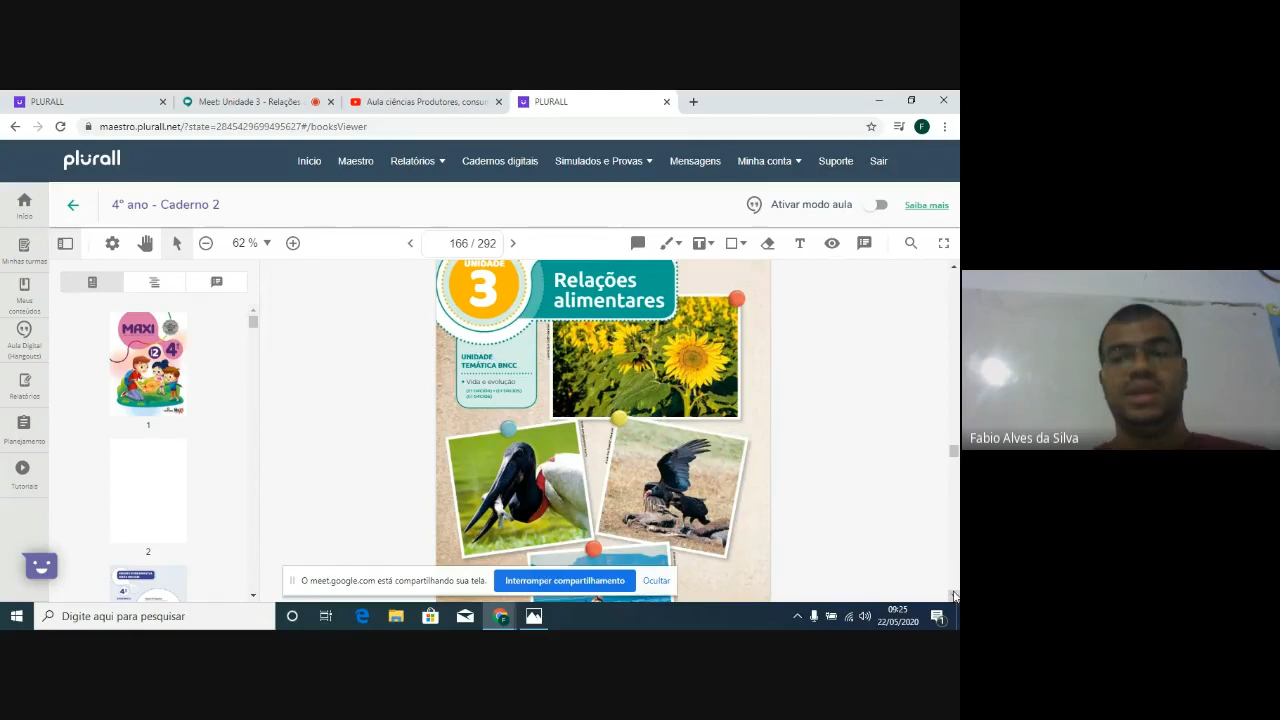 PLURALL
Meet: Unidade 3 - Relações
Aula ciências Produtores, consum
PLURALL
maestro.plurall.net/?state=2845429699495627#/booksViewer
F
plurall
Início
Maestro
Relatórios
Cadernos digitais
Simulados e Provas
Mensagens
Minha conta
Suporte
Sair
4º ano - Caderno 2
Ativar modo aula
Saiba mais
62 %
166 / 292
Início
Minhas turmas
Meus conteúdos
Aula Digital (Hangouts)
Relatórios
Planejamento
Tutoriais
MAXI
2 4º
1
2
4º
UNIDADE
3
Relações
alimentares
UNIDADE
TEMÁTICA BNCC
• Vida e evolução
Fabio Alves da Silva
O meet.google.com está compartilhando sua tela.
Interromper compartilhamento
Ocultar
Digite aqui para pesquisar
09:25
22/05/2020
1